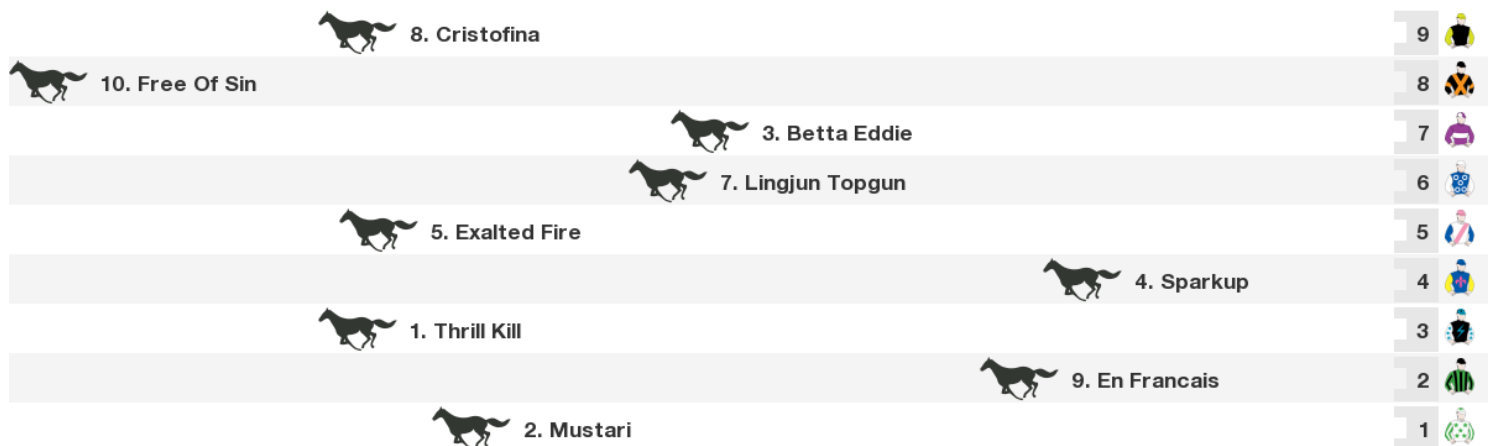 8. Cristofina 9
10. Free Of Sin 8
3. Betta Eddie 7
7. Lingjun Topgun 6
5. Exalted Fire 5
4. Sparkup 4
1. Thrill Kill 3
9. En Francais 2
2. Mustari 1